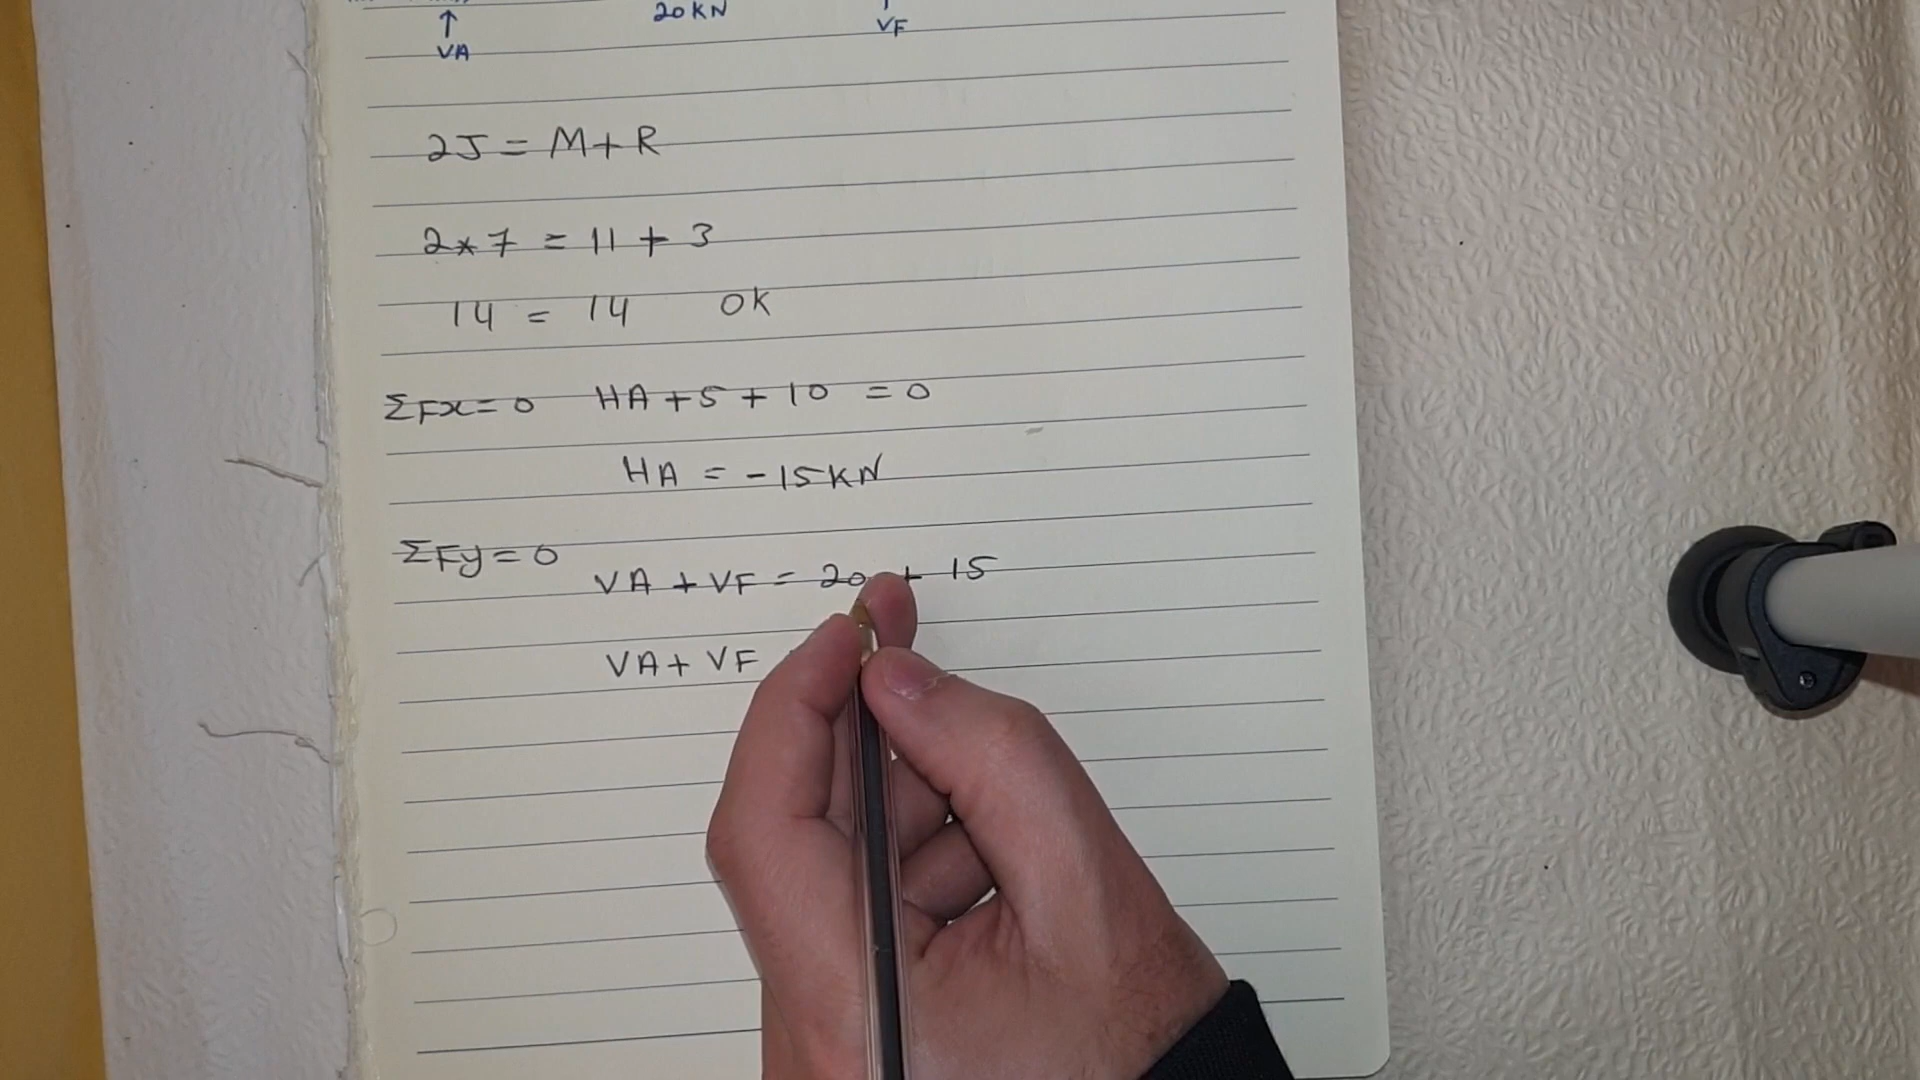 20KN
VF
VA
2J = M+R
2*7 = 11 + 3
14 = 14 OK
ΣFx=0 HA+5+10 =0
HA = -15KN
ΣFy=0 VA+VF = 20 + 15
VA+VF